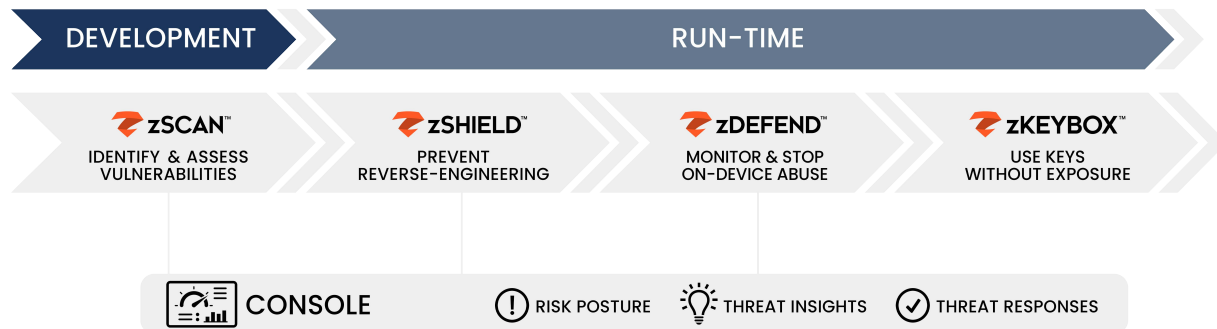 DEVELOPMENT
RUN-TIME
zSCAN™
IDENTIFY & ASSESS
VULNERABILITIES
zSHIELD™
PREVENT
REVERSE-ENGINEERING
zDEFEND™
MONITOR & STOP
ON-DEVICE ABUSE
zKEYBOX™
USE KEYS
WITHOUT EXPOSURE
CONSOLE
RISK POSTURE
THREAT INSIGHTS
THREAT RESPONSES